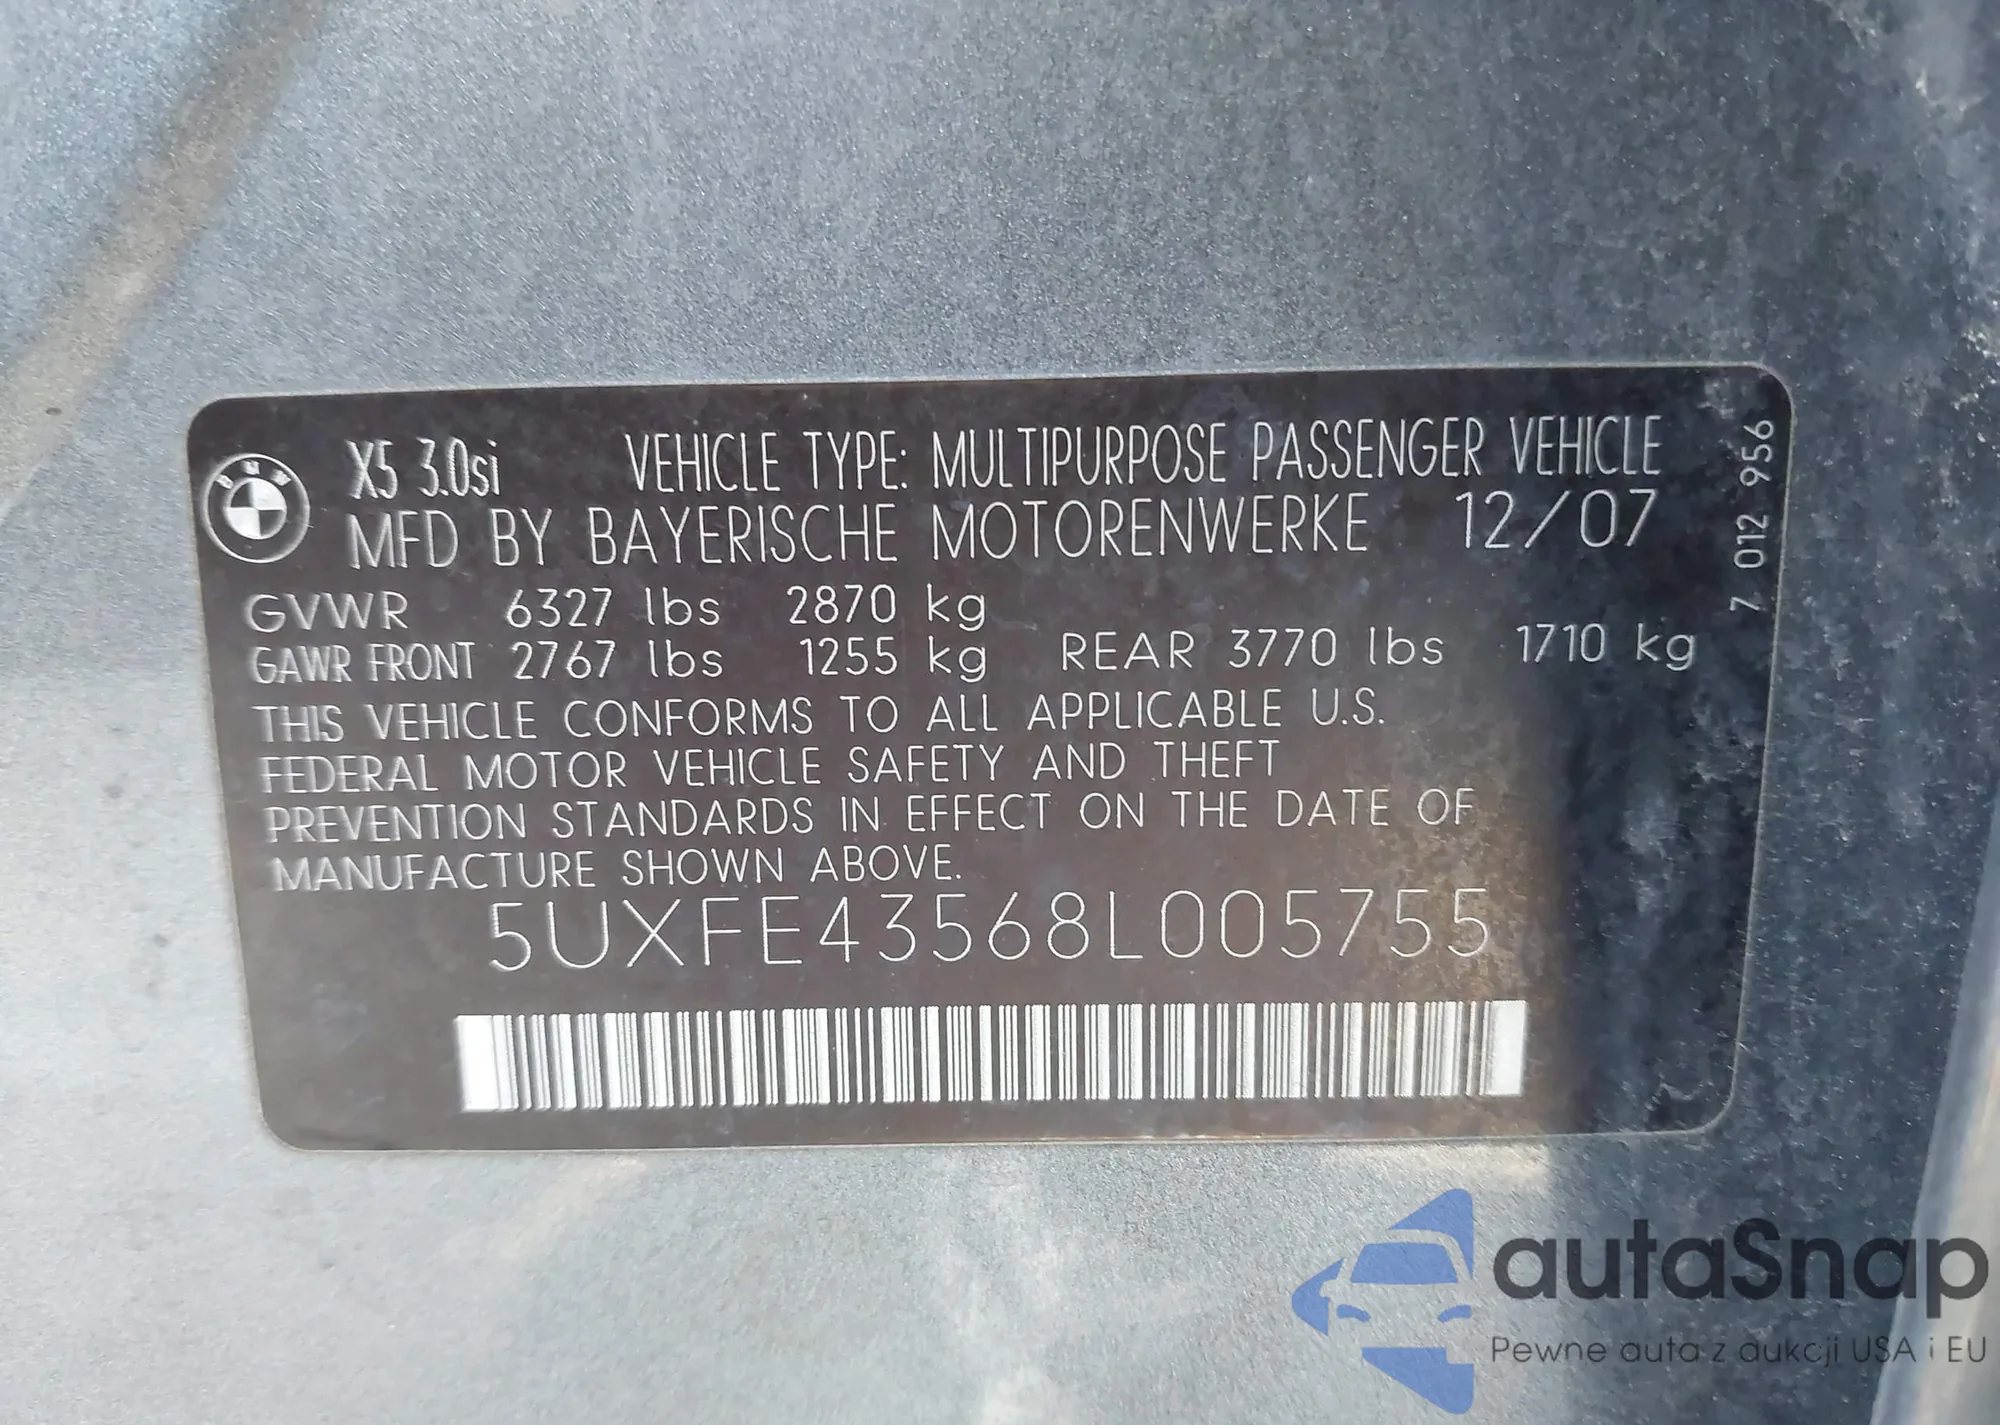 X5 3.0si VEHICLE TYPE: MULTIPURPOSE PASSENGER VEHICLE
MFD BY BAYERISCHE MOTORENWERKE 12/07
GVWR 6327 lbs 2870 kg
GAWR FRONT 2767 lbs 1255 kg REAR 3770 lbs 1710 kg
THIS VEHICLE CONFORMS TO ALL APPLICABLE U.S.
FEDERAL MOTOR VEHICLE SAFETY AND THEFT
PREVENTION STANDARDS IN EFFECT ON THE DATE OF
MANUFACTURE SHOWN ABOVE.
5UXFE43568L005755
7 012 956
BMW
autaSnap
Pewne auta z aukcji USA i EU